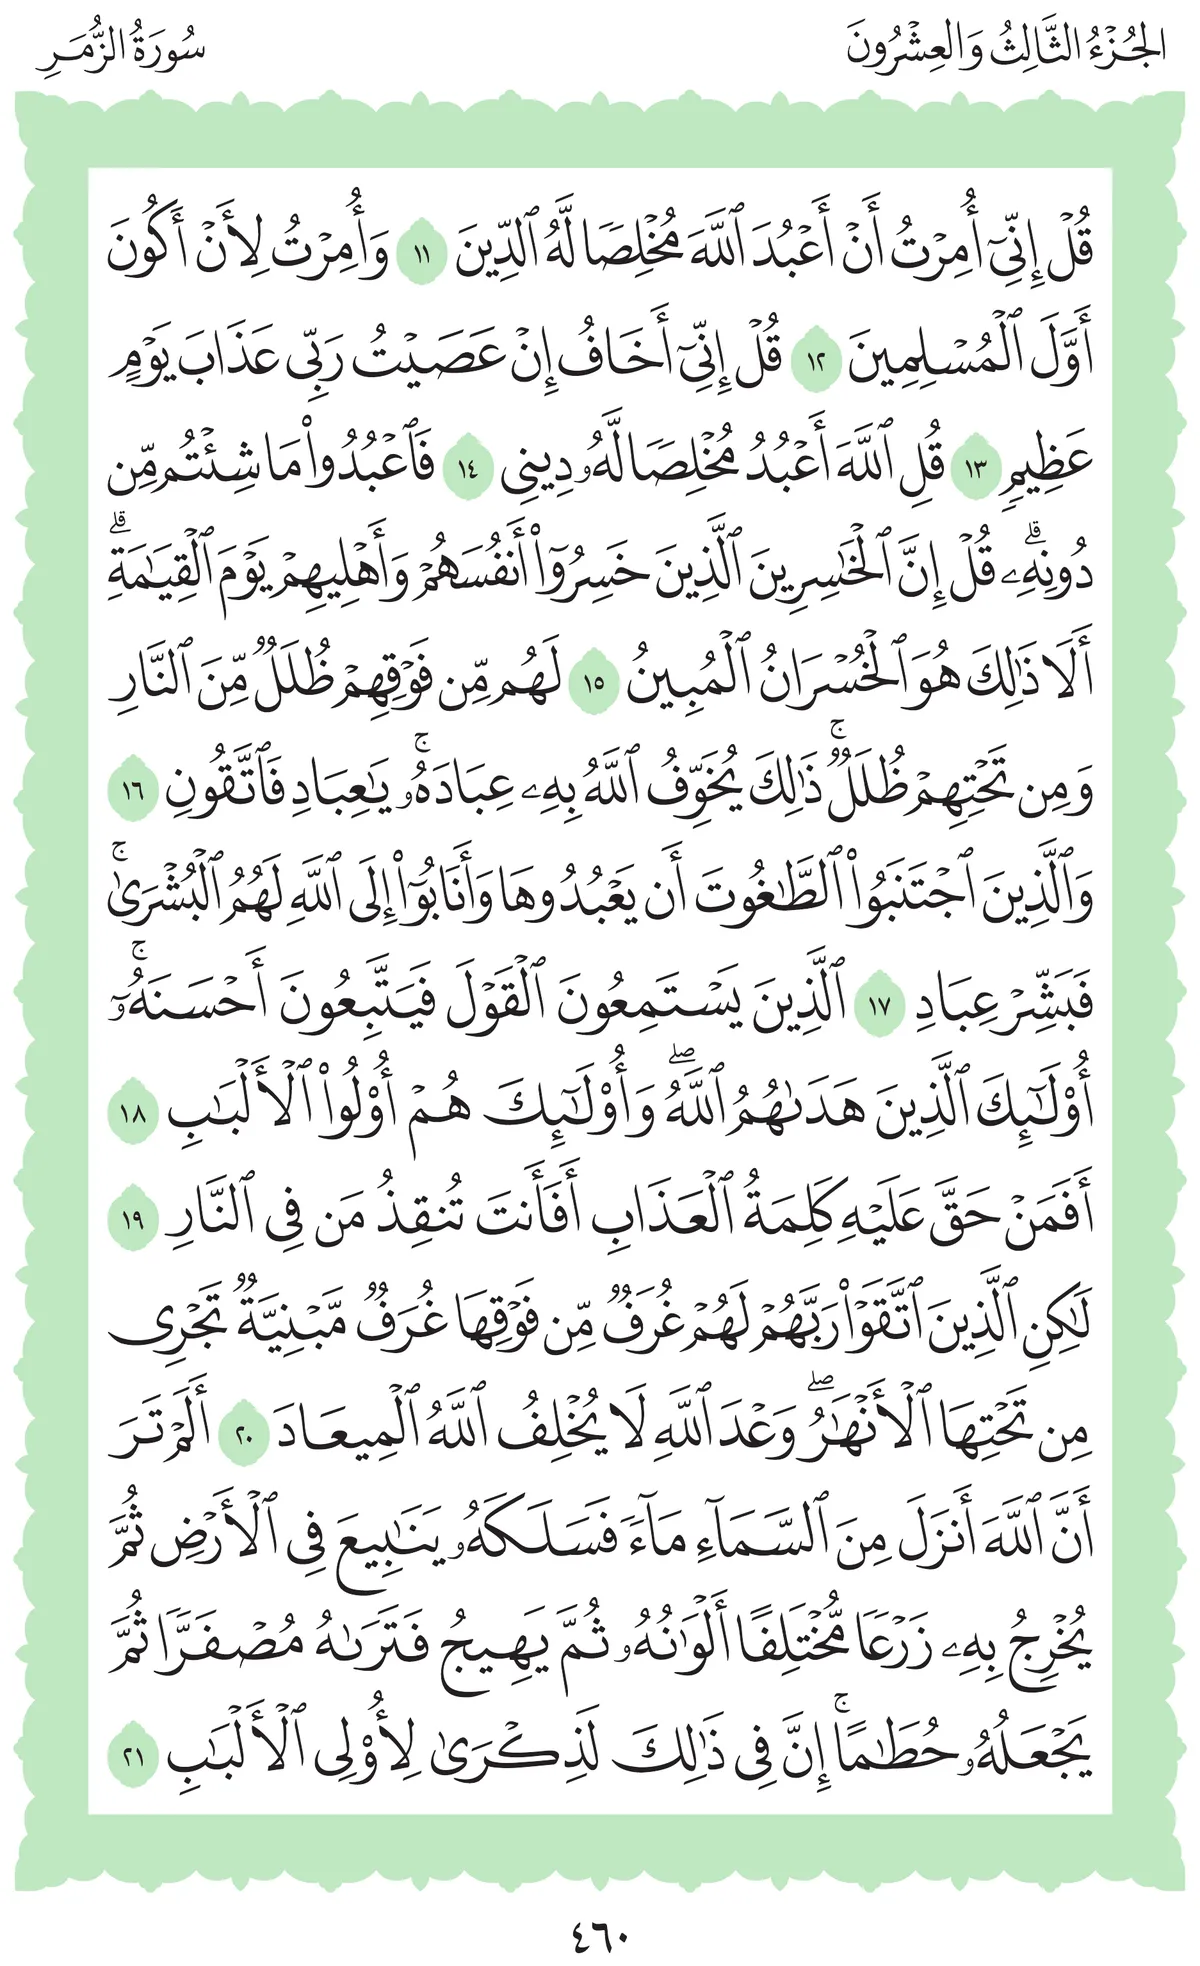 الجُزْءُ الثَّالِثُ وَالعِشْرُونَ
سُورَةُ الزُّمَرِ
قُلْ إِنِّيٓ أُمِرْتُ أَنْ أَعْبُدَ ٱللَّهَ مُخْلِصٗا لَّهُ ٱلدِّينَ ١١ وَأُمِرْتُ لِأَنْ أَكُونَ
أَوَّلَ ٱلْمُسْلِمِينَ ١٢ قُلْ إِنِّيٓ أَخَافُ إِنْ عَصَيْتُ رَبِّي عَذَابَ يَوْمٍ
عَظِيمٖ ١٣ قُلِ ٱللَّهَ أَعْبُدُ مُخْلِصٗا لَّهُۥ دِينِي ١٤ فَٱعْبُدُواْ مَا شِئْتُم مِّن
دُونِهِۦۗ قُلْ إِنَّ ٱلْخَٰسِرِينَ ٱلَّذِينَ خَسِرُوٓاْ أَنفُسَهُمْ وَأَهْلِيهِمْ يَوْمَ ٱلْقِيَٰمَةِۗ
أَلَا ذَٰلِكَ هُوَ ٱلْخُسْرَانُ ٱلْمُبِينُ ١٥ لَهُم مِّن فَوْقِهِمْ ظُلَلٞ مِّنَ ٱلنَّارِ
وَمِن تَحْتِهِمْ ظُلَلٞۚ ذَٰلِكَ يُخَوِّفُ ٱللَّهُ بِهِۦ عِبَادَهُۥۚ يَٰعِبَادِ فَٱتَّقُونِ ١٦
وَٱلَّذِينَ ٱجْتَنَبُواْ ٱلطَّٰغُوتَ أَن يَعْبُدُوهَا وَأَنَابُوٓاْ إِلَى ٱللَّهِ لَهُمُ ٱلْبُشْرَىٰۚ
فَبَشِّرْ عِبَادِ ١٧ ٱلَّذِينَ يَسْتَمِعُونَ ٱلْقَوْلَ فَيَتَّبِعُونَ أَحْسَنَهُۥٓۚ
أُوْلَٰٓئِكَ ٱلَّذِينَ هَدَىٰهُمُ ٱللَّهُۖ وَأُوْلَٰٓئِكَ هُمْ أُوْلُواْ ٱلْأَلْبَٰبِ ١٨
أَفَمَنْ حَقَّ عَلَيْهِ كَلِمَةُ ٱلْعَذَابِ أَفَأَنتَ تُنقِذُ مَن فِي ٱلنَّارِ ١٩
لَٰكِنِ ٱلَّذِينَ ٱتَّقَوْاْ رَبَّهُمْ لَهُمْ غُرَفٞ مِّن فَوْقِهَا غُرَفٞ مَّبْنِيَّةٞ تَجْرِي
مِن تَحْتِهَا ٱلْأَنْهَٰرُۖ وَعْدَ ٱللَّهِ لَا يُخْلِفُ ٱللَّهُ ٱلْمِيعَادَ ٢٠ أَلَمْ تَرَ
أَنَّ ٱللَّهَ أَنزَلَ مِنَ ٱلسَّمَآءِ مَآءٗ فَسَلَكَهُۥ يَنَٰبِيعَ فِي ٱلْأَرْضِ ثُمَّ
يُخْرِجُ بِهِۦ زَرْعٗا مُّخْتَلِفًا أَلْوَٰنُهُۥ ثُمَّ يَهِيجُ فَتَرَىٰهُ مُصْفَرّٗا ثُمَّ
يَجْعَلُهُۥ حُطَٰمًاۚ إِنَّ فِي ذَٰلِكَ لَذِكْرَىٰ لِأُوْلِي ٱلْأَلْبَٰبِ ٢١
٤٦٠